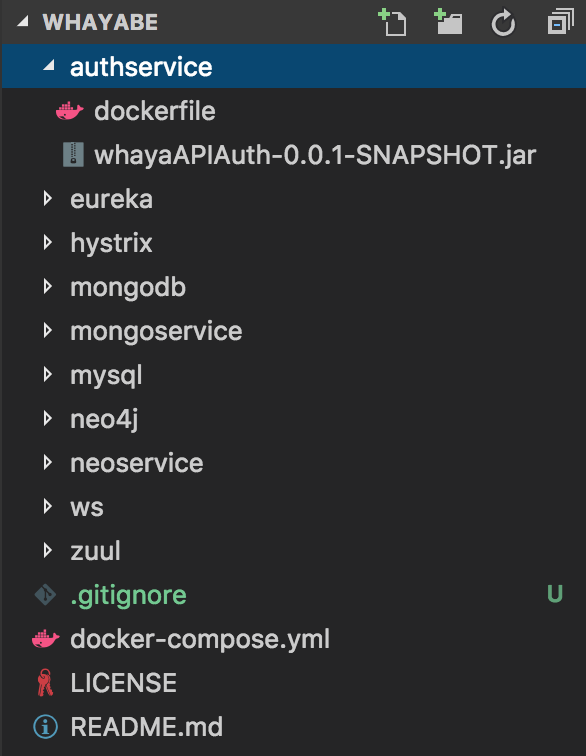 WHAYABE
authservice
dockerfile
whayaAPIAuth-0.0.1-SNAPSHOT.jar
eureka
hystrix
mongodb
mongoservice
mysql
neo4j
neoservice
ws
zuul
.gitignore U
docker-compose.yml
LICENSE
README.md